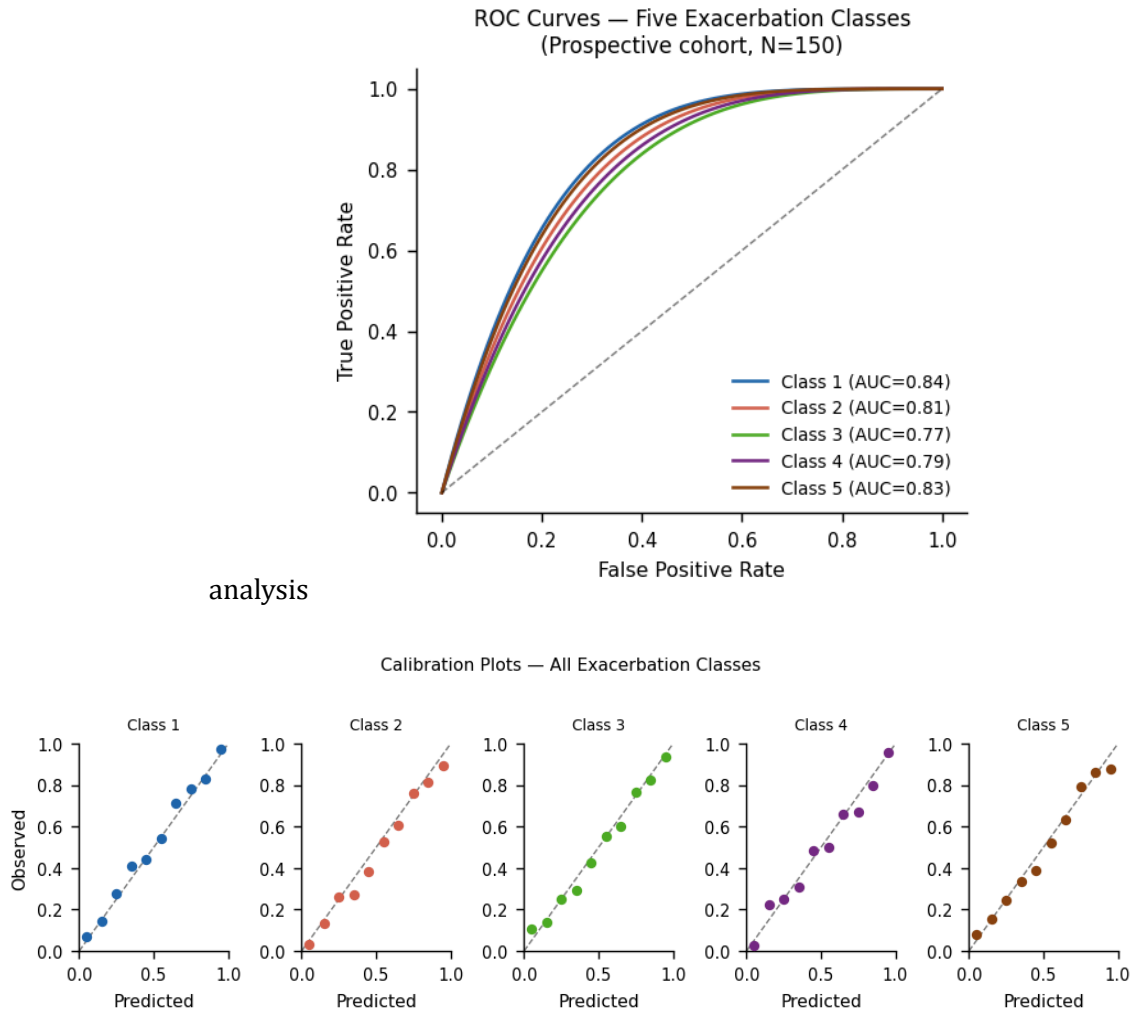 ROC Curves — Five Exacerbation Classes
(Prospective cohort, N=150)
1.0
0.8
0.6
0.4
0.2
0.0
True Positive Rate
Class 1 (AUC=0.84)
Class 2 (AUC=0.81)
Class 3 (AUC=0.77)
Class 4 (AUC=0.79)
Class 5 (AUC=0.83)
0.0 0.2 0.4 0.6 0.8 1.0
False Positive Rate
analysis
Calibration Plots — All Exacerbation Classes
Class 1
1.0
0.8
0.6
0.4
0.2
0.0
Observed
0.0 0.5 1.0
Predicted
Class 2
1.0
0.8
0.6
0.4
0.2
0.0
0.0 0.5 1.0
Predicted
Class 3
1.0
0.8
0.6
0.4
0.2
0.0
0.0 0.5 1.0
Predicted
Class 4
1.0
0.8
0.6
0.4
0.2
0.0
0.0 0.5 1.0
Predicted
Class 5
1.0
0.8
0.6
0.4
0.2
0.0
0.0 0.5 1.0
Predicted